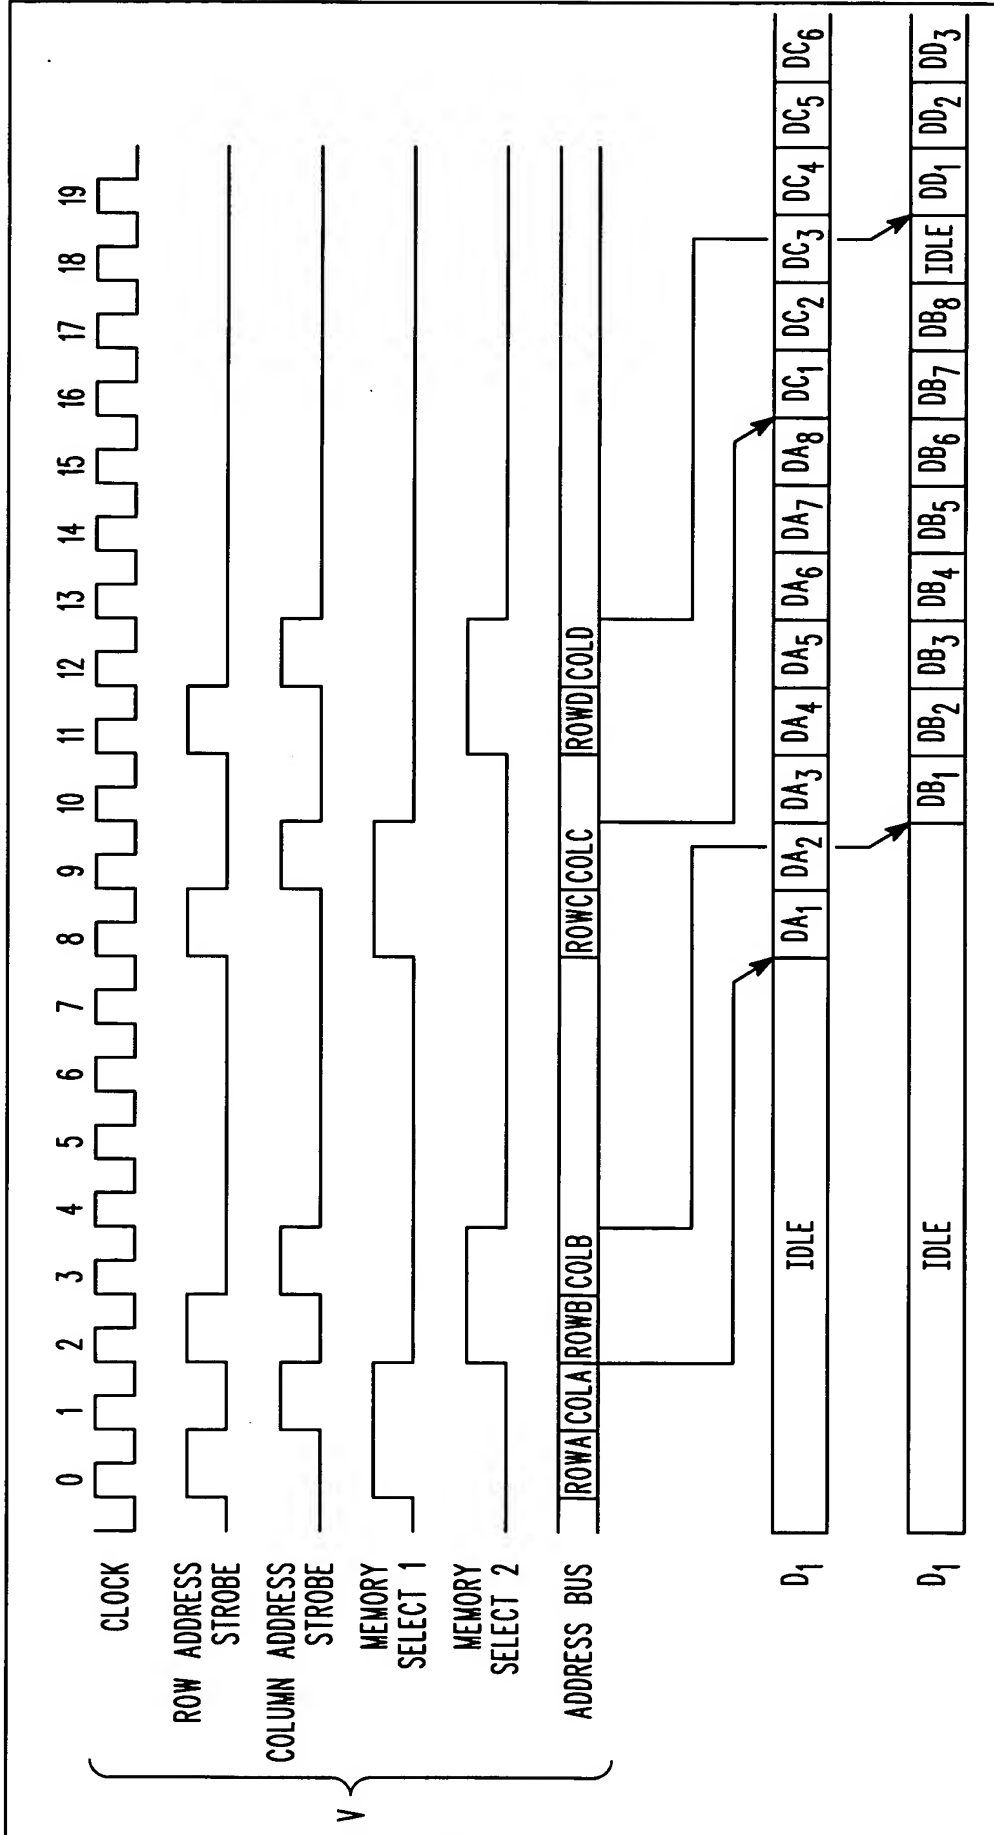 0 1 2 3 4 5 6 7 8 9 10 11 12 13 14 15 16 17 18 19
CLOCK
ROW ADDRESS
STROBE
COLUMN ADDRESS
STROBE
MEMORY
SELECT 1
MEMORY
SELECT 2
ADDRESS BUS ROWA COLA ROWB COLB ROWC COLC ROWD COLD
V
D1 IDLE DA1 DA2 DA3 DA4 DA5 DA6 DA7 DA8 DC1 DC2 DC3 DC4 DC5 DC6
D1 IDLE DB1 DB2 DB3 DB4 DB5 DB6 DB7 DB8 IDLE DD1 DD2 DD3